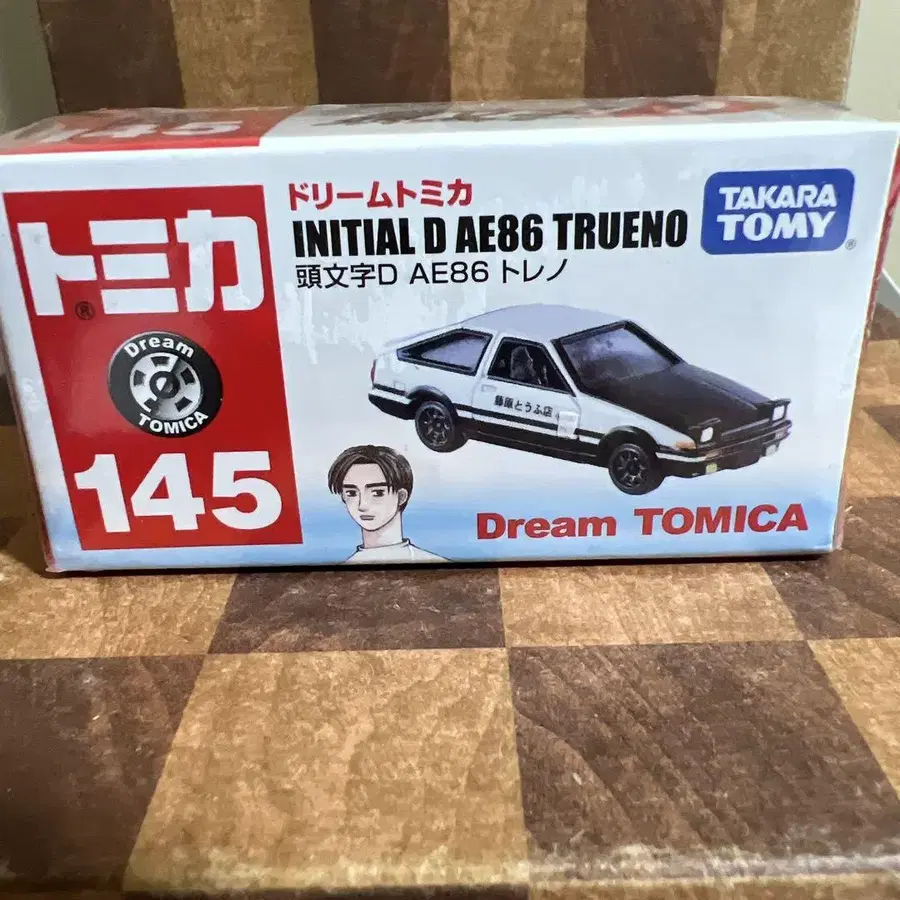 145
ドリームトミカ
INITIAL D AE86 TRUENO
頭文字D AE86 トレノ
TAKARA
TOMY
®
トミカ
®
Dream
TOMICA
145
藤原とうふ店
Dream TOMICA